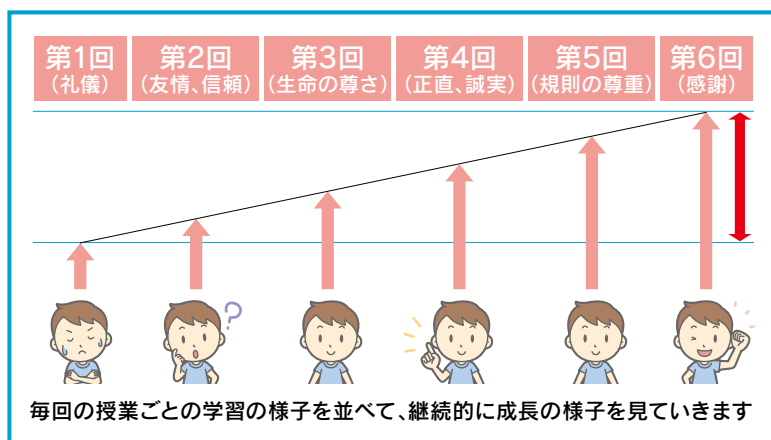 第1回
(礼儀)
第2回
(友情、信頼)
第3回
(生命の尊さ)
第4回
(正直、誠実)
第5回
(規則の尊重)
第6回
(感謝)
?
毎回の授業ごとの学習の様子を並べて、継続的に成長の様子を見ていきます